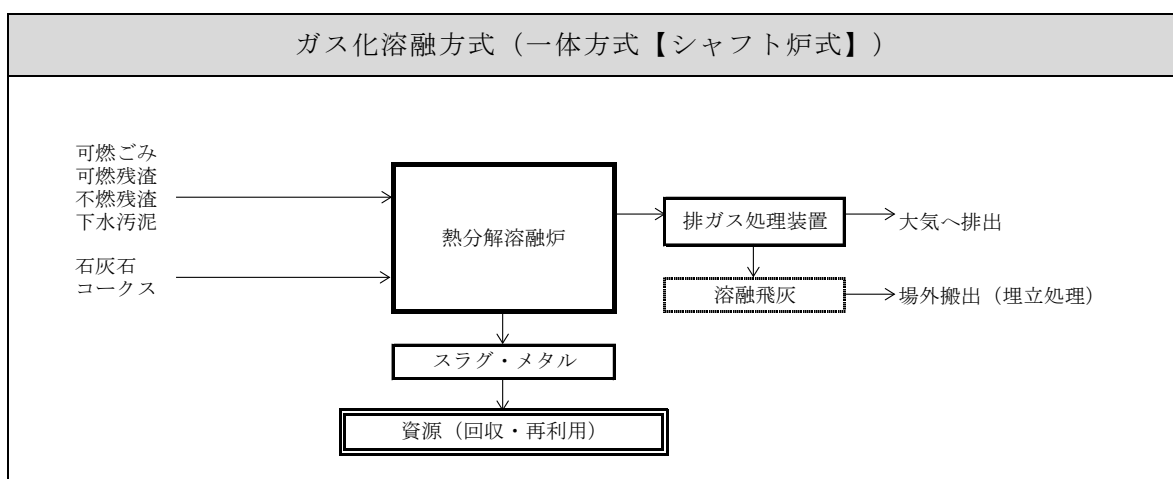 ガス化溶融方式（一体方式【シャフト炉式】）
可燃ごみ
可燃残渣
不燃残渣
下水汚泥
石灰石
コークス
熱分解溶融炉
排ガス処理装置
大気へ排出
溶融飛灰
場外搬出（埋立処理）
スラグ・メタル
資源（回収・再利用）